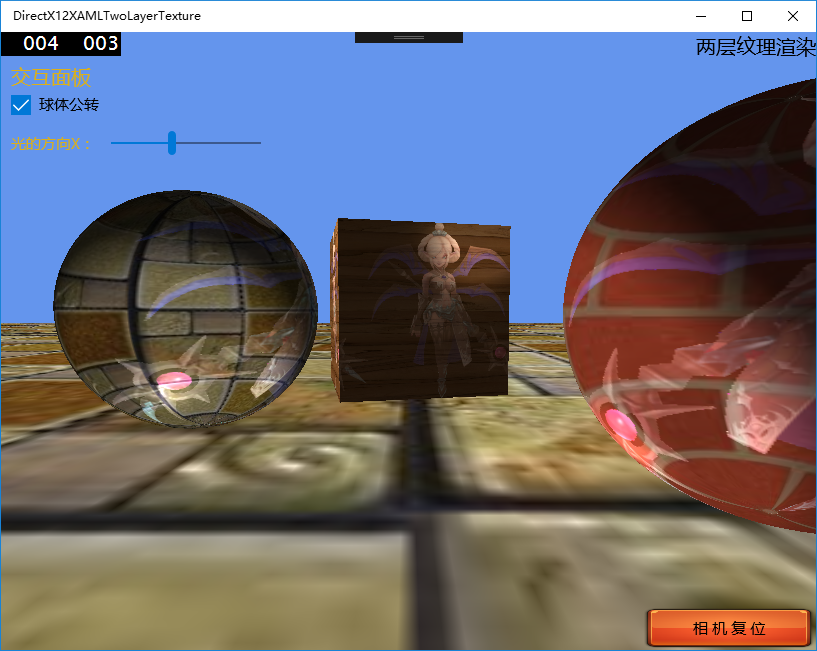 DirectX12XAMLTwoLayerTexture
004 003
两层纹理渲染
交互面板
球体公转
光的方向X：
相机复位